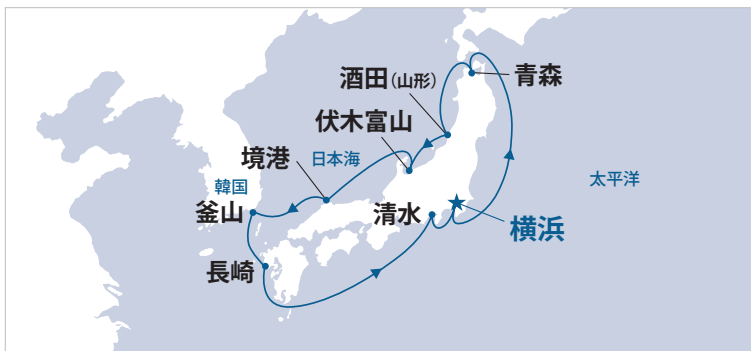 酒田(山形)
青森
伏木富山
境港
日本海
韓国
釜山
清水
横浜
太平洋
長崎